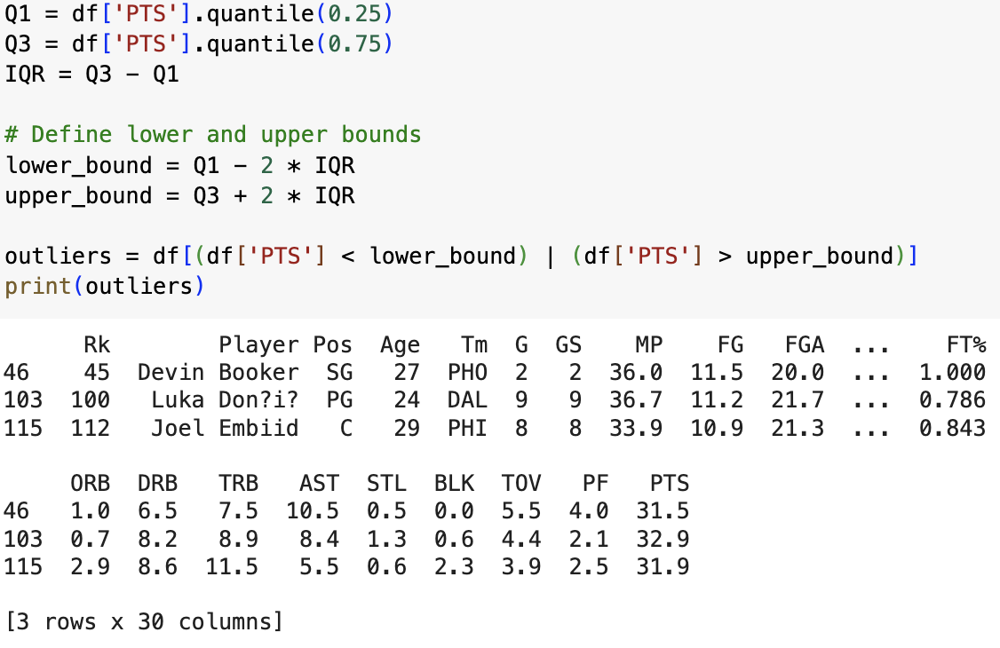 Q1 = df['PTS'].quantile(0.25)
Q3 = df['PTS'].quantile(0.75)
IQR = Q3 - Q1
# Define lower and upper bounds
lower_bound = Q1 - 2 * IQR
upper_bound = Q3 + 2 * IQR
outliers = df[(df['PTS'] < lower_bound) | (df['PTS'] > upper_bound)]
print(outliers)
Rk Player Pos Age Tm G GS MP FG FGA ... FT%
46 45 Devin Booker SG 27 PHO 2 2 36.0 11.5 20.0 ... 1.000
103 100 Luka Don?i? PG 24 DAL 9 9 36.7 11.2 21.7 ... 0.786
115 112 Joel Embiid C 29 PHI 8 8 33.9 10.9 21.3 ... 0.843
ORB DRB TRB AST STL BLK TOV PF PTS
46 1.0 6.5 7.5 10.5 0.5 0.0 5.5 4.0 31.5
103 0.7 8.2 8.9 8.4 1.3 0.6 4.4 2.1 32.9
115 2.9 8.6 11.5 5.5 0.6 2.3 3.9 2.5 31.9
[3 rows x 30 columns]